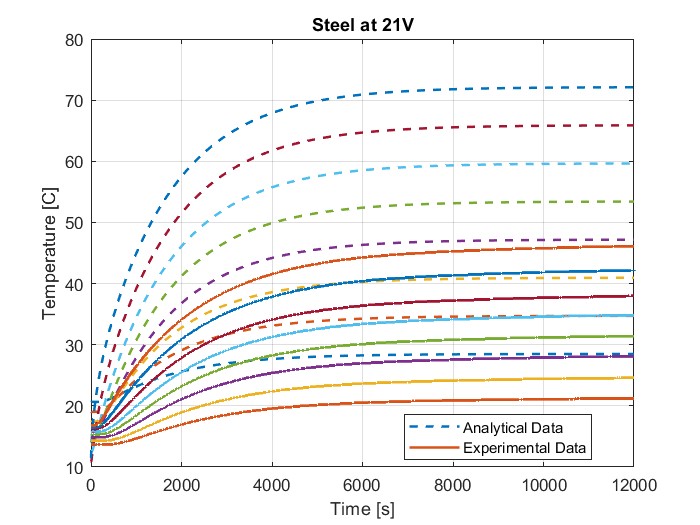 Steel at 21V
80
70
60
50
40
30
20
10
Temperature [C]
Analytical Data
Experimental Data
0 2000 4000 6000 8000 10000 12000
Time [s]